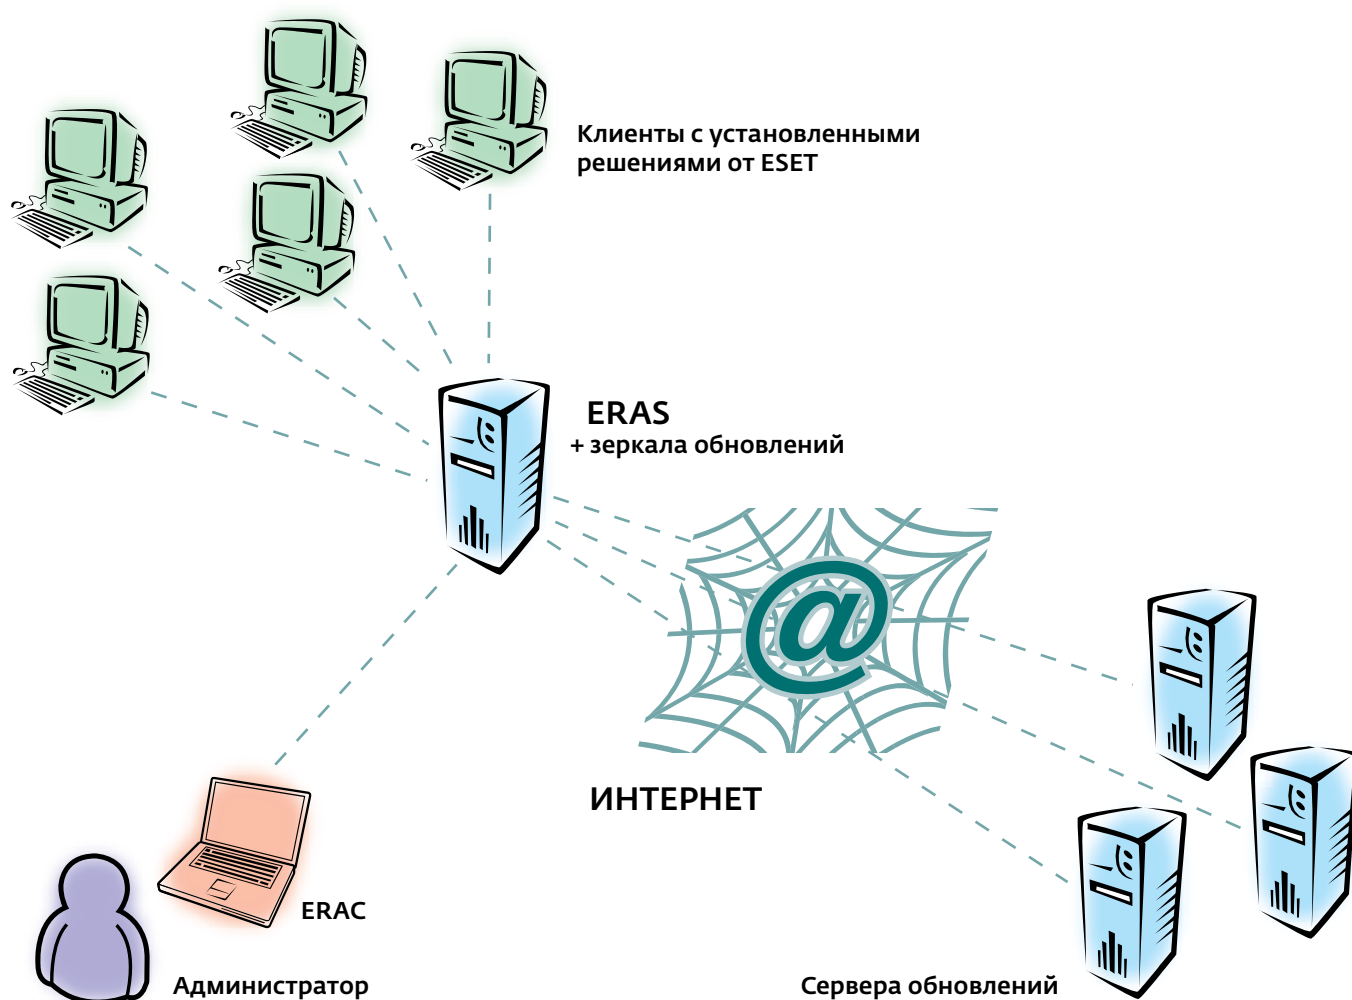 Клиенты с установленными
решениями от ESET
ERAS
+ зеркала обновлений
@
ИНТЕРНЕТ
ERAC
Администратор
Сервера обновлений